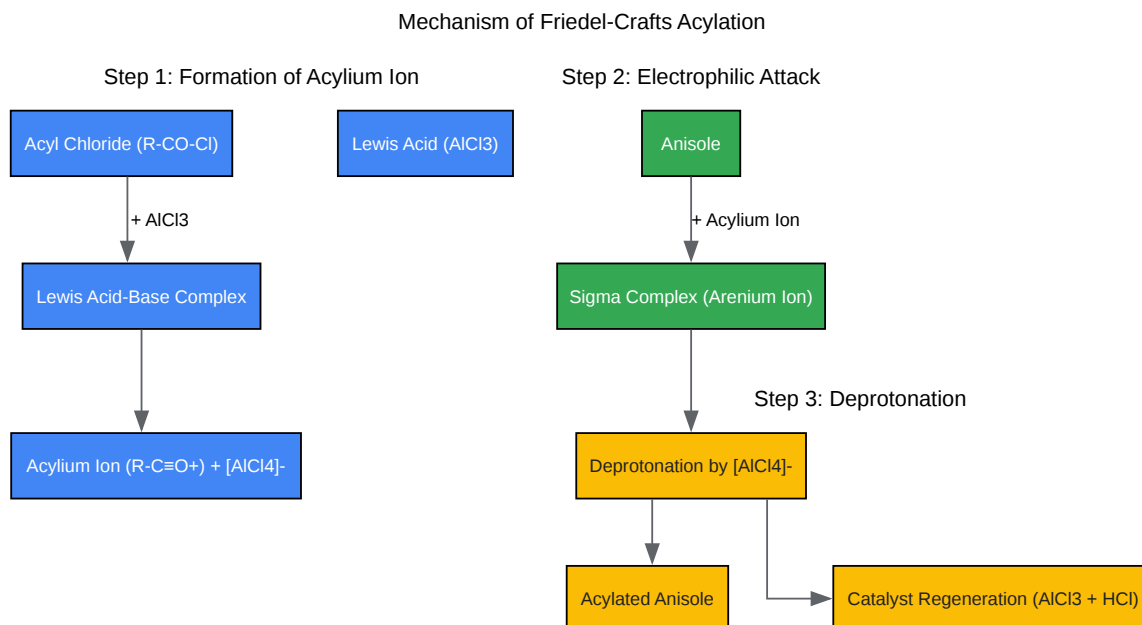 Mechanism of Friedel-Crafts Acylation
Step 1: Formation of Acylium Ion
Step 2: Electrophilic Attack
Acyl Chloride (R-CO-Cl)
Lewis Acid (AlCl3)
Anisole
+ AlCl3
+ Acylium Ion
Lewis Acid-Base Complex
Sigma Complex (Arenium Ion)
Step 3: Deprotonation
Acylium Ion (R-C≡O+) + [AlCl4]-
Deprotonation by [AlCl4]-
Acylated Anisole
Catalyst Regeneration (AlCl3 + HCl)